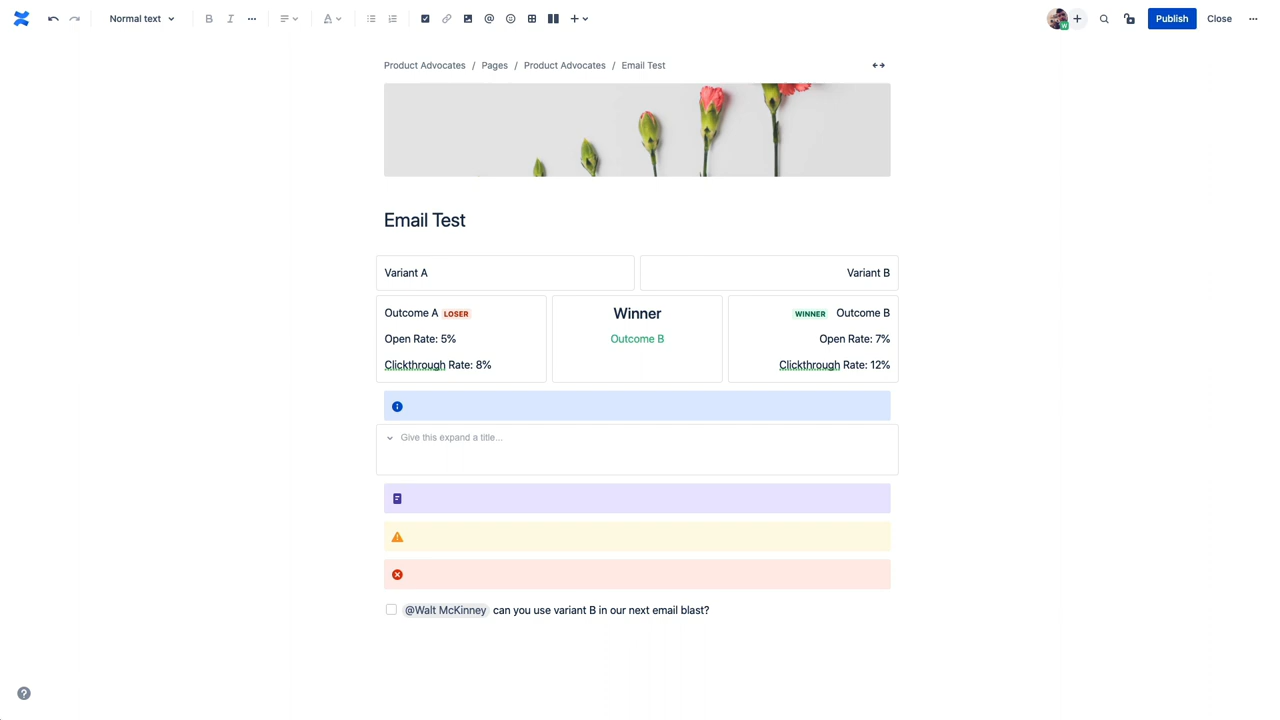 Normal text
B I
A
Publish
Close
Product Advocates / Pages / Product Advocates / Email Test
Email Test
Variant A
Variant B
Outcome A LOSER
Open Rate: 5%
Clickthrough Rate: 8%
Winner
Outcome B
WINNER Outcome B
Open Rate: 7%
Clickthrough Rate: 12%
Give this expand a title...
@Walt McKinney can you use variant B in our next email blast?